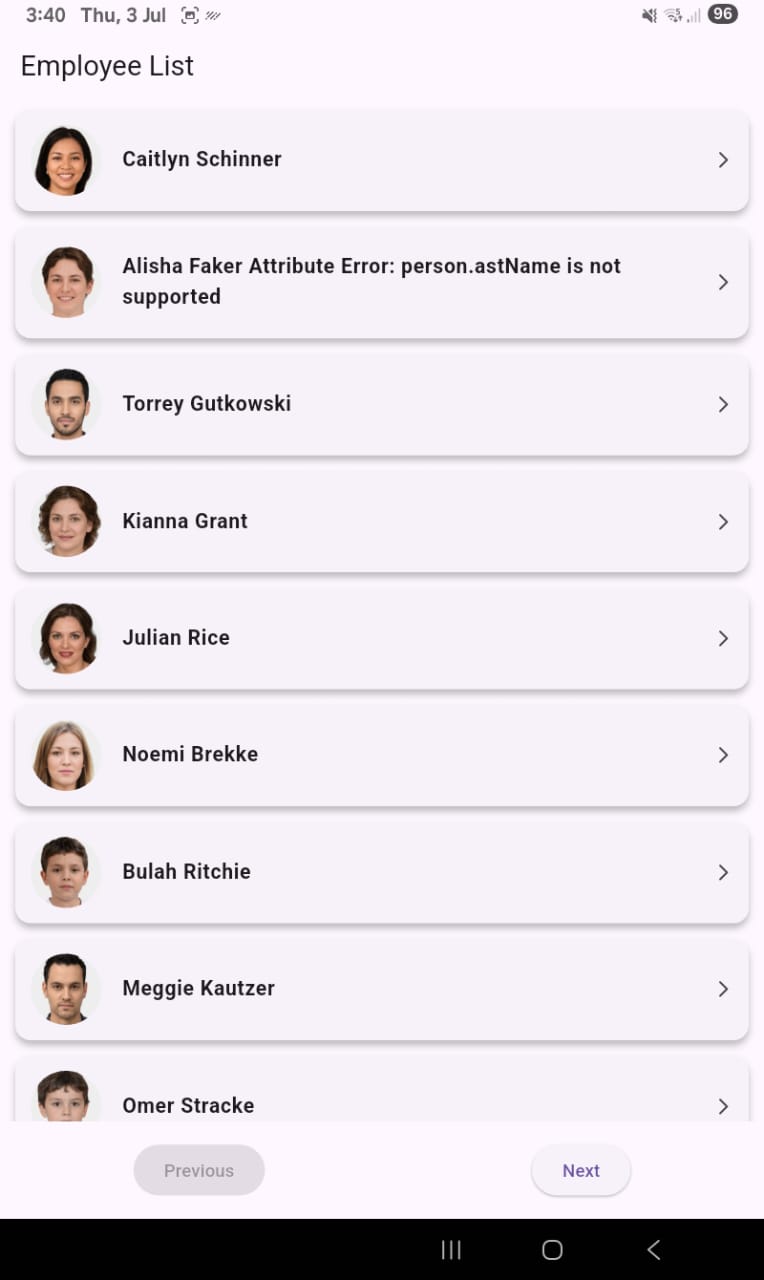 3:40 Thu, 3 Jul 96
Employee List
Caitlyn Schinner
Alisha Faker Attribute Error: person.astName is not
supported
Torrey Gutkowski
Kianna Grant
Julian Rice
Noemi Brekke
Bulah Ritchie
Meggie Kautzer
Omer Stracke
Previous Next